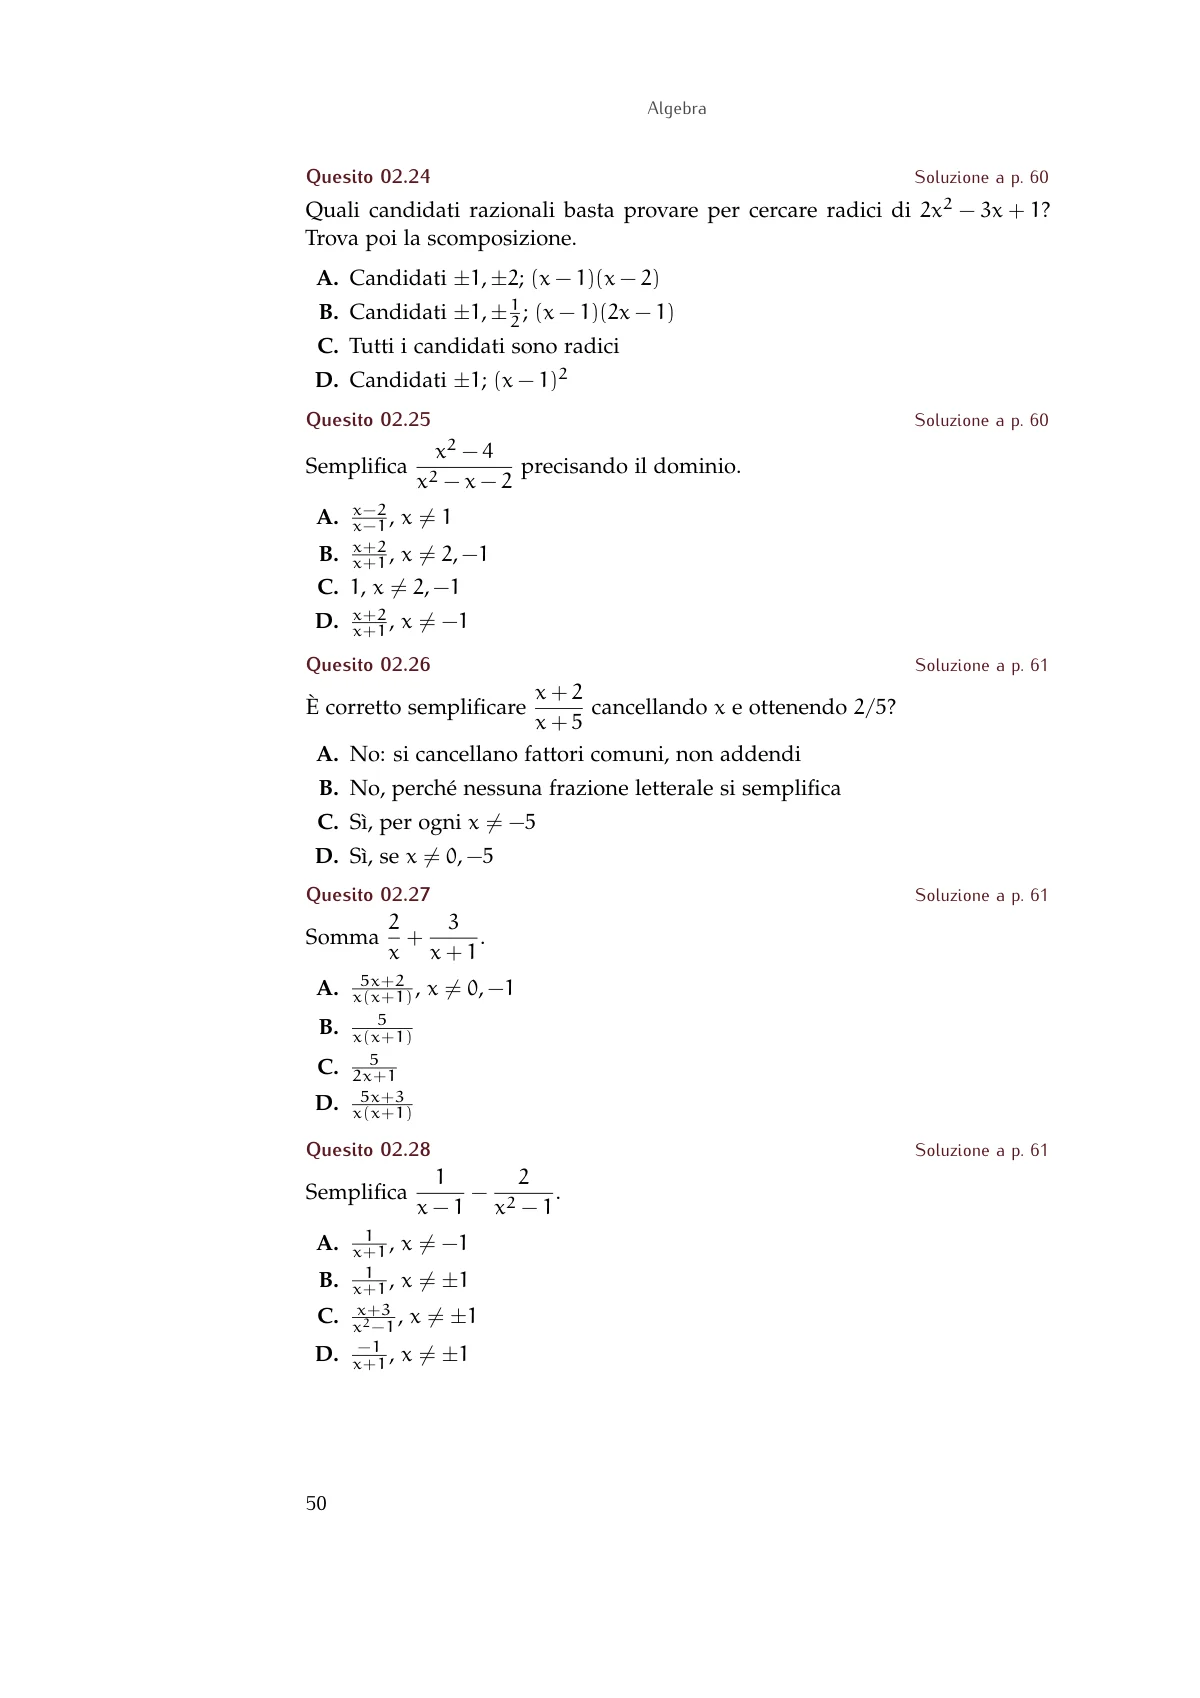 Algebra
Quesito 02.24 Soluzione a p. 60
Quali candidati razionali basta provare per cercare radici di 2x² − 3x + 1?
Trova poi la scomposizione.
A. Candidati ±1, ±2; (x − 1)(x − 2)
B. Candidati ±1, ±1/2; (x − 1)(2x − 1)
C. Tutti i candidati sono radici
D. Candidati ±1; (x − 1)²
Quesito 02.25 Soluzione a p. 60
Semplifica (x² − 4)/(x² − x − 2) precisando il dominio.
A. (x−2)/(x−1), x ≠ 1
B. (x+2)/(x+1), x ≠ 2, −1
C. 1, x ≠ 2, −1
D. (x+2)/(x+1), x ≠ −1
Quesito 02.26 Soluzione a p. 61
È corretto semplificare (x + 2)/(x + 5) cancellando x e ottenendo 2/5?
A. No: si cancellano fattori comuni, non addendi
B. No, perché nessuna frazione letterale si semplifica
C. Sì, per ogni x ≠ −5
D. Sì, se x ≠ 0, −5
Quesito 02.27 Soluzione a p. 61
Somma 2/x + 3/(x + 1).
A. (5x+2)/(x(x+1)), x ≠ 0, −1
B. 5/(x(x+1))
C. 5/(2x+1)
D. (5x+3)/(x(x+1))
Quesito 02.28 Soluzione a p. 61
Semplifica 1/(x − 1) − 2/(x² − 1).
A. 1/(x+1), x ≠ −1
B. 1/(x+1), x ≠ ±1
C. (x+3)/(x²−1), x ≠ ±1
D. −1/(x+1), x ≠ ±1
50